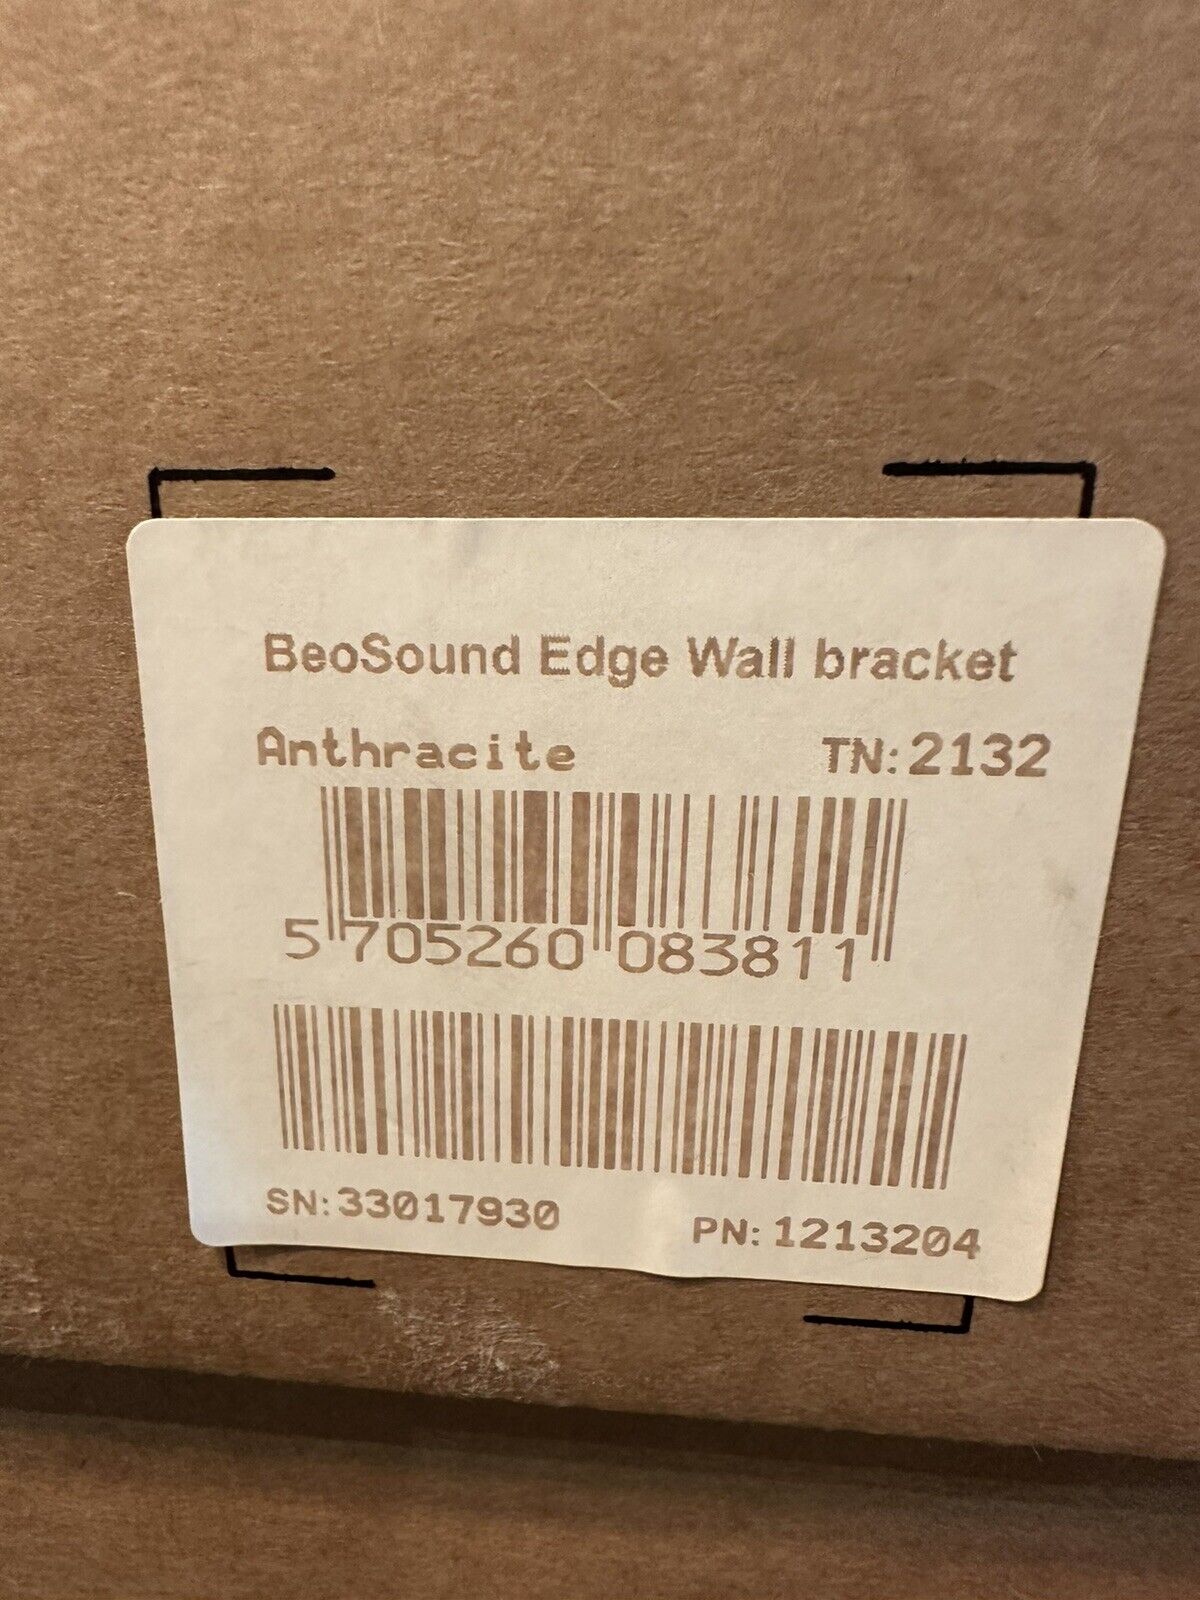 BeoSound Edge Wall bracket
Anthracite TN: 2132
5 705260 083811
SN: 33017930 PN: 1213204